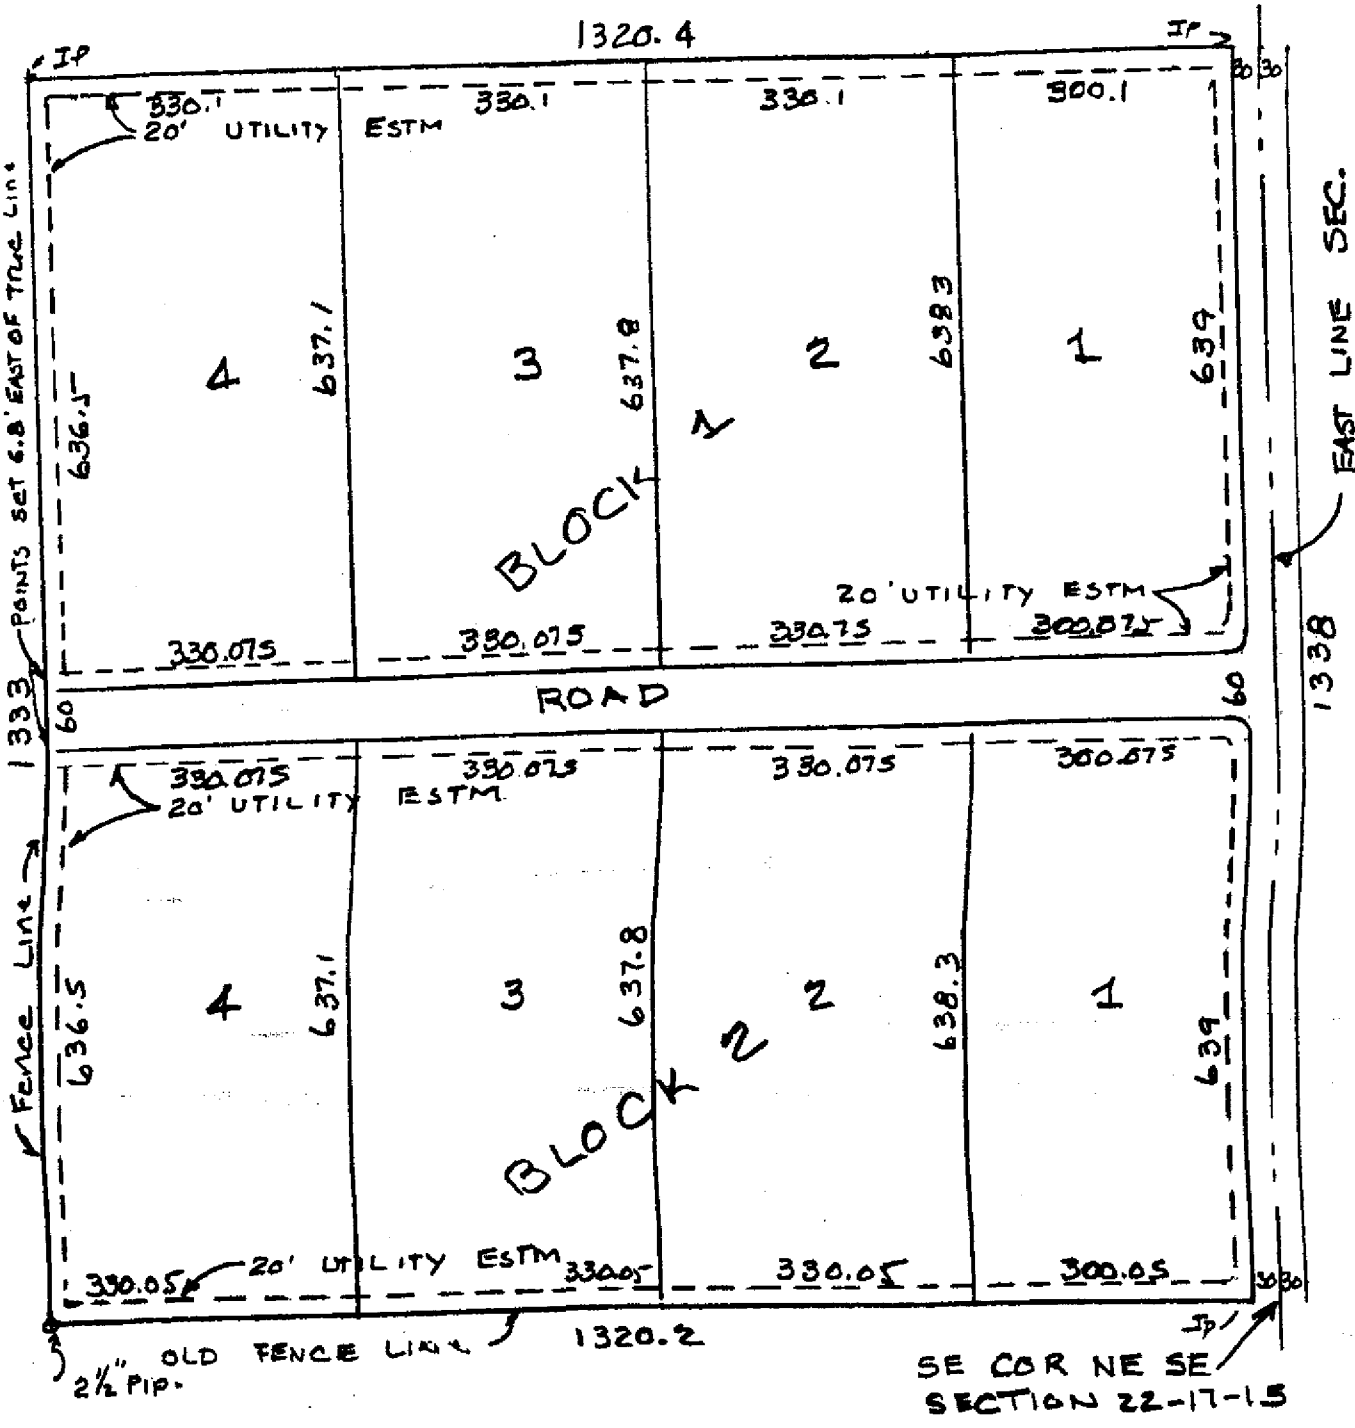 1320.4
IP
IP
30 30
330.1
330.1
330.1
300.1
20' UTILITY ESTM
POINTS SET 6.8' EAST OF TRUE LINE
EAST LINE SEC.
636.5
4
637.1
3
637.8
2
6383
1
639
BLOCK 1
20' UTILITY ESTM
330.075
330.075
330.75
300.075
1333
60
ROAD
60
1338
330.075
330.075
330.075
300.075
20' UTILITY ESTM.
Fence Line
636.5
4
637.1
3
637.8
2
638.3
1
639
BLOCK 2
20' UTILITY ESTM
330.05
330.05
330.05
300.05
30 30
IP
1320.2
OLD FENCE LINE
2½" PIP.
SE COR NE SE
SECTION 22-17-15